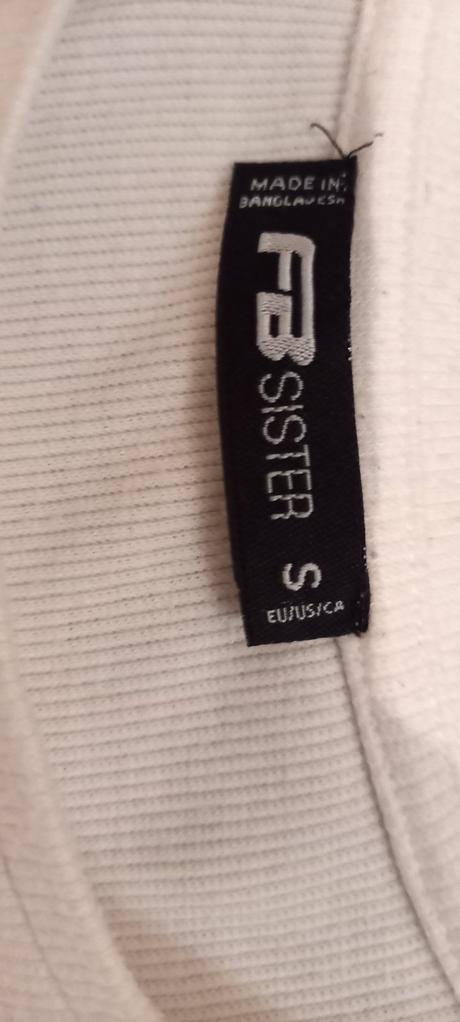 MADE IN
BANGLADESH
FB
SISTER
S
EU/US/CA